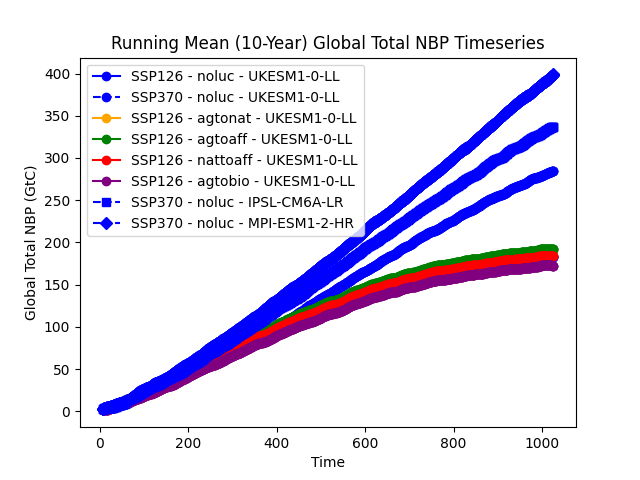 Running Mean (10-Year) Global Total NBP Timeseries
Global Total NBP (GtC)
400
350
300
250
200
150
100
50
0
SSP126 - noluc - UKESM1-0-LL
SSP370 - noluc - UKESM1-0-LL
SSP126 - agtonat - UKESM1-0-LL
SSP126 - agtoaff - UKESM1-0-LL
SSP126 - nattoaff - UKESM1-0-LL
SSP126 - agtobio - UKESM1-0-LL
SSP370 - noluc - IPSL-CM6A-LR
SSP370 - noluc - MPI-ESM1-2-HR
0 200 400 600 800 1000
Time